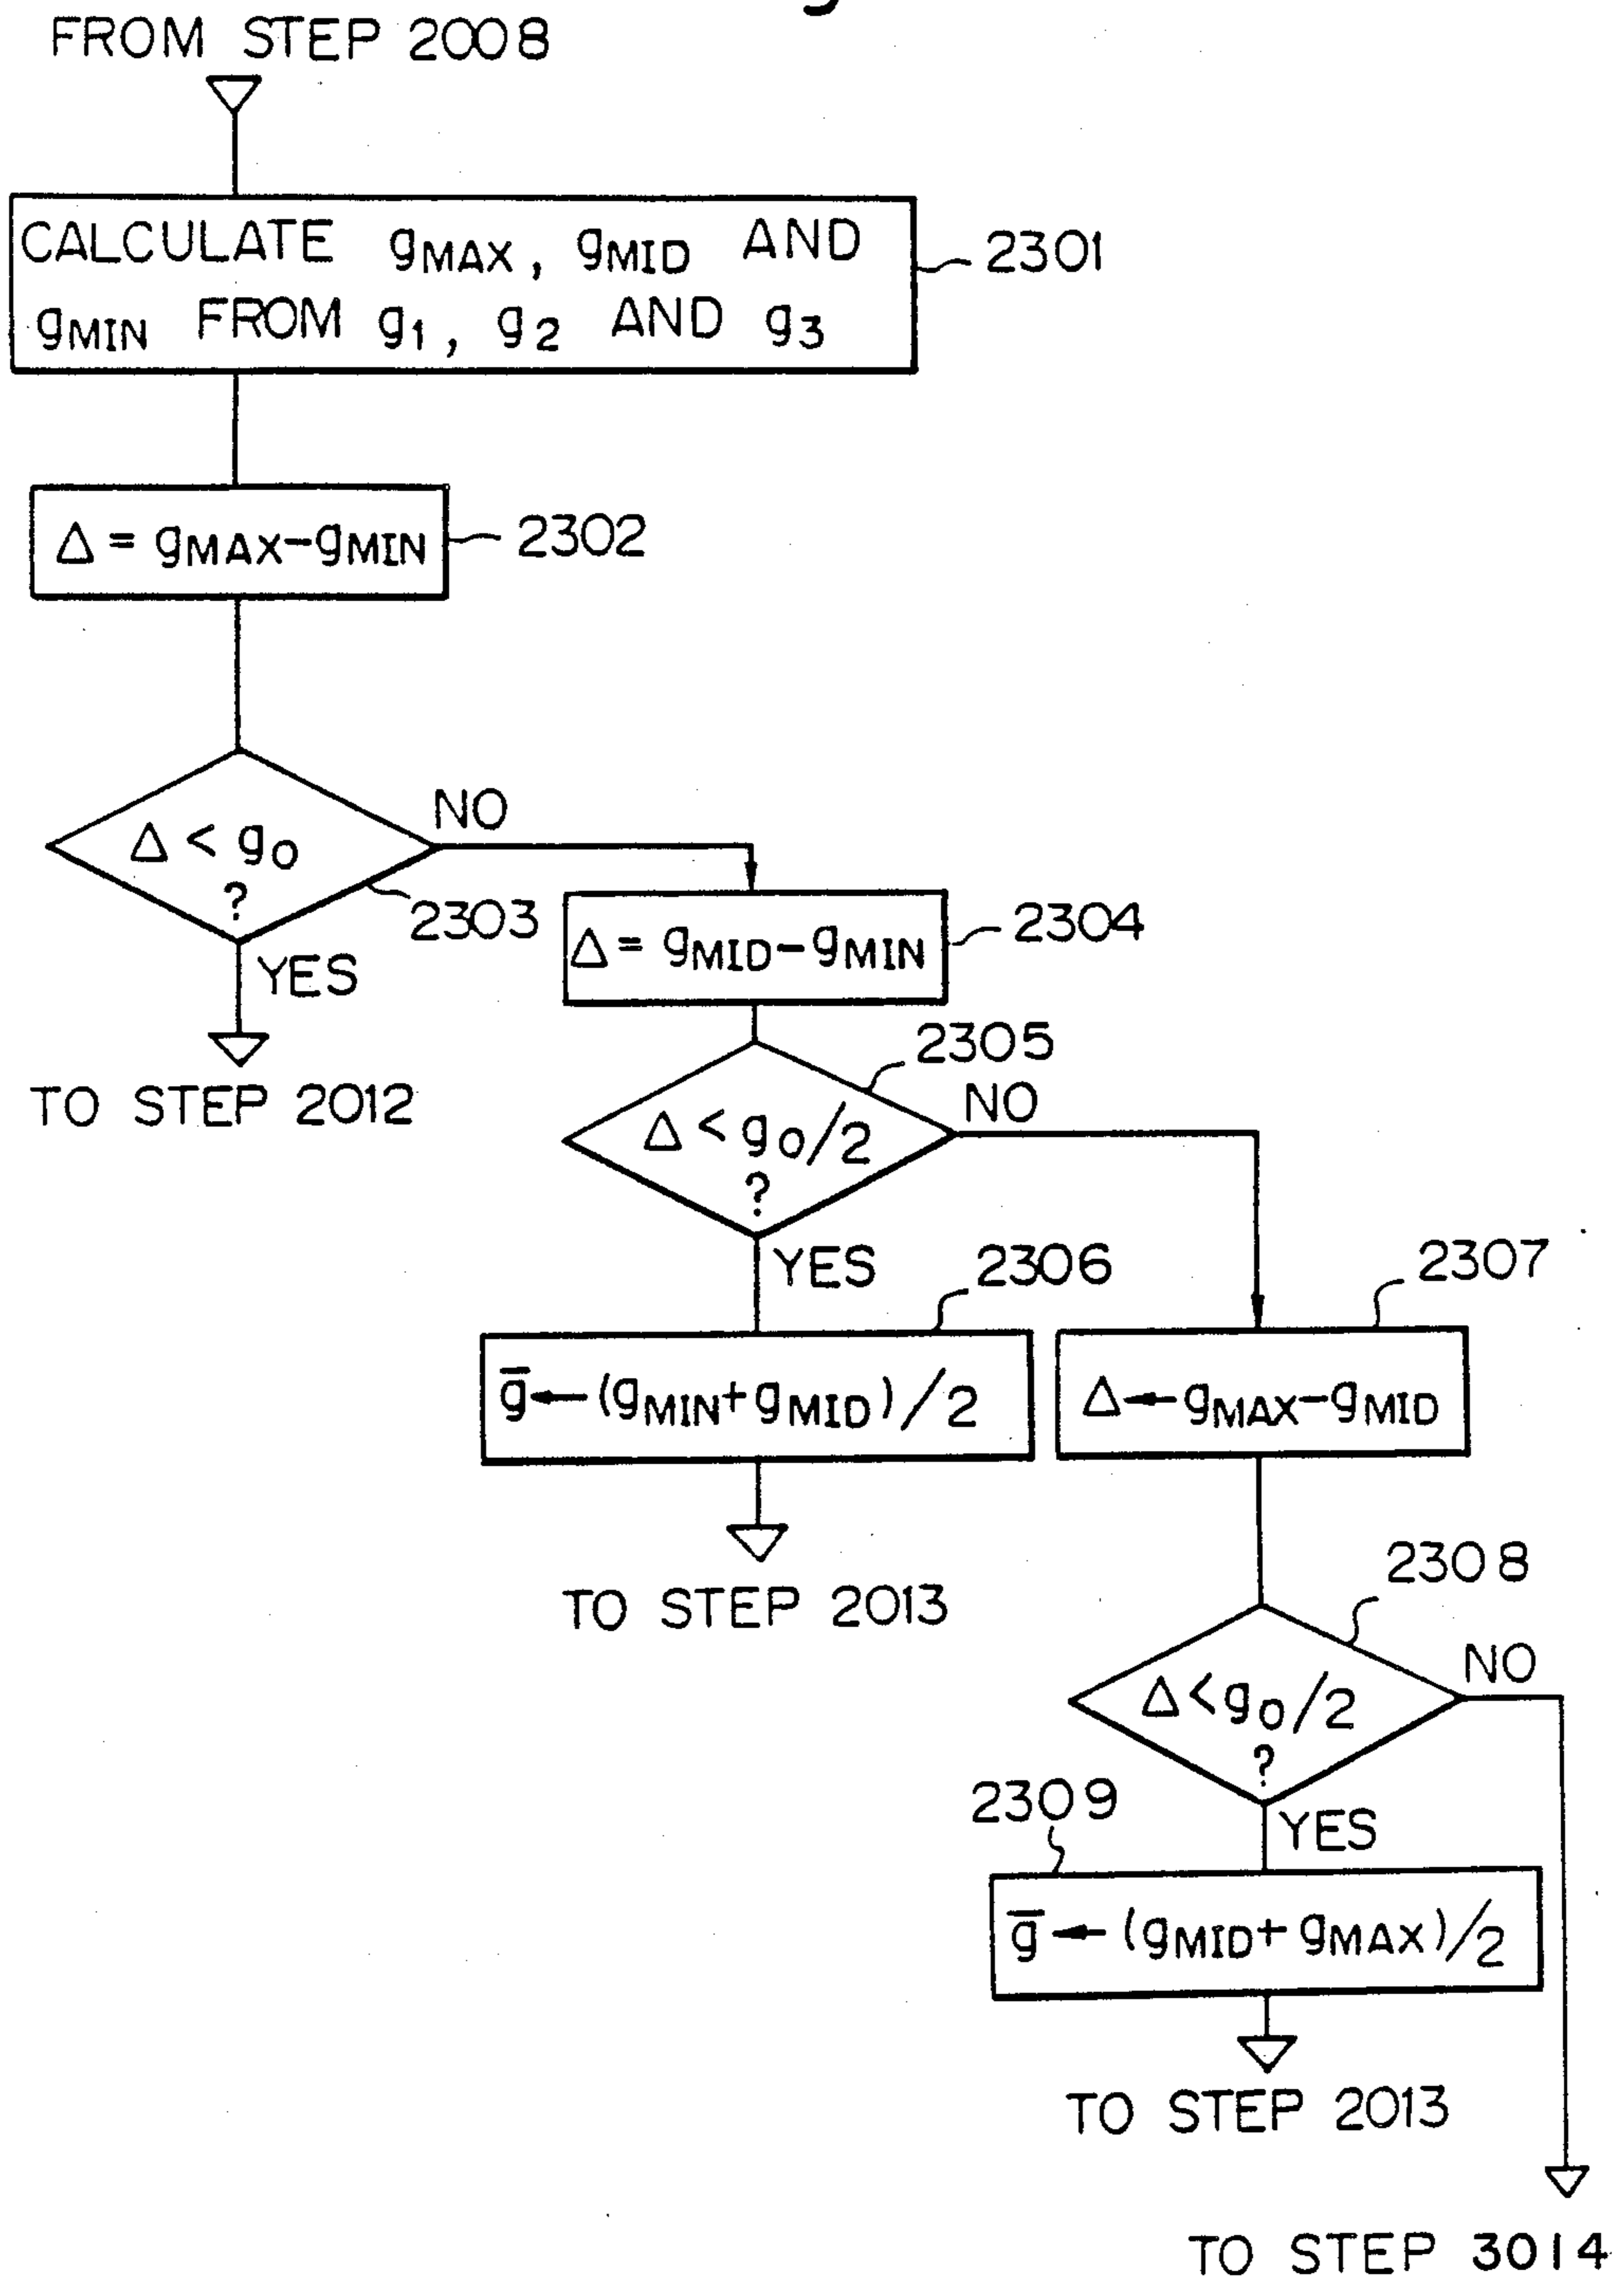 FROM STEP 2008
CALCULATE gMAX, gMID AND
gMIN FROM g1, g2 AND g3
2301
Δ = gMAX-gMIN
2302
Δ < g0
?
2303
NO
YES
TO STEP 2012
Δ = gMID-gMIN
2304
2305
Δ < g0/2
?
NO
YES
2306
2307
g̅←(gMIN+gMID)/2
Δ←gMAX-gMID
TO STEP 2013
2308
Δ<g0/2
?
NO
YES
2309
g̅←(gMID+gMAX)/2
TO STEP 2013
TO STEP 3014